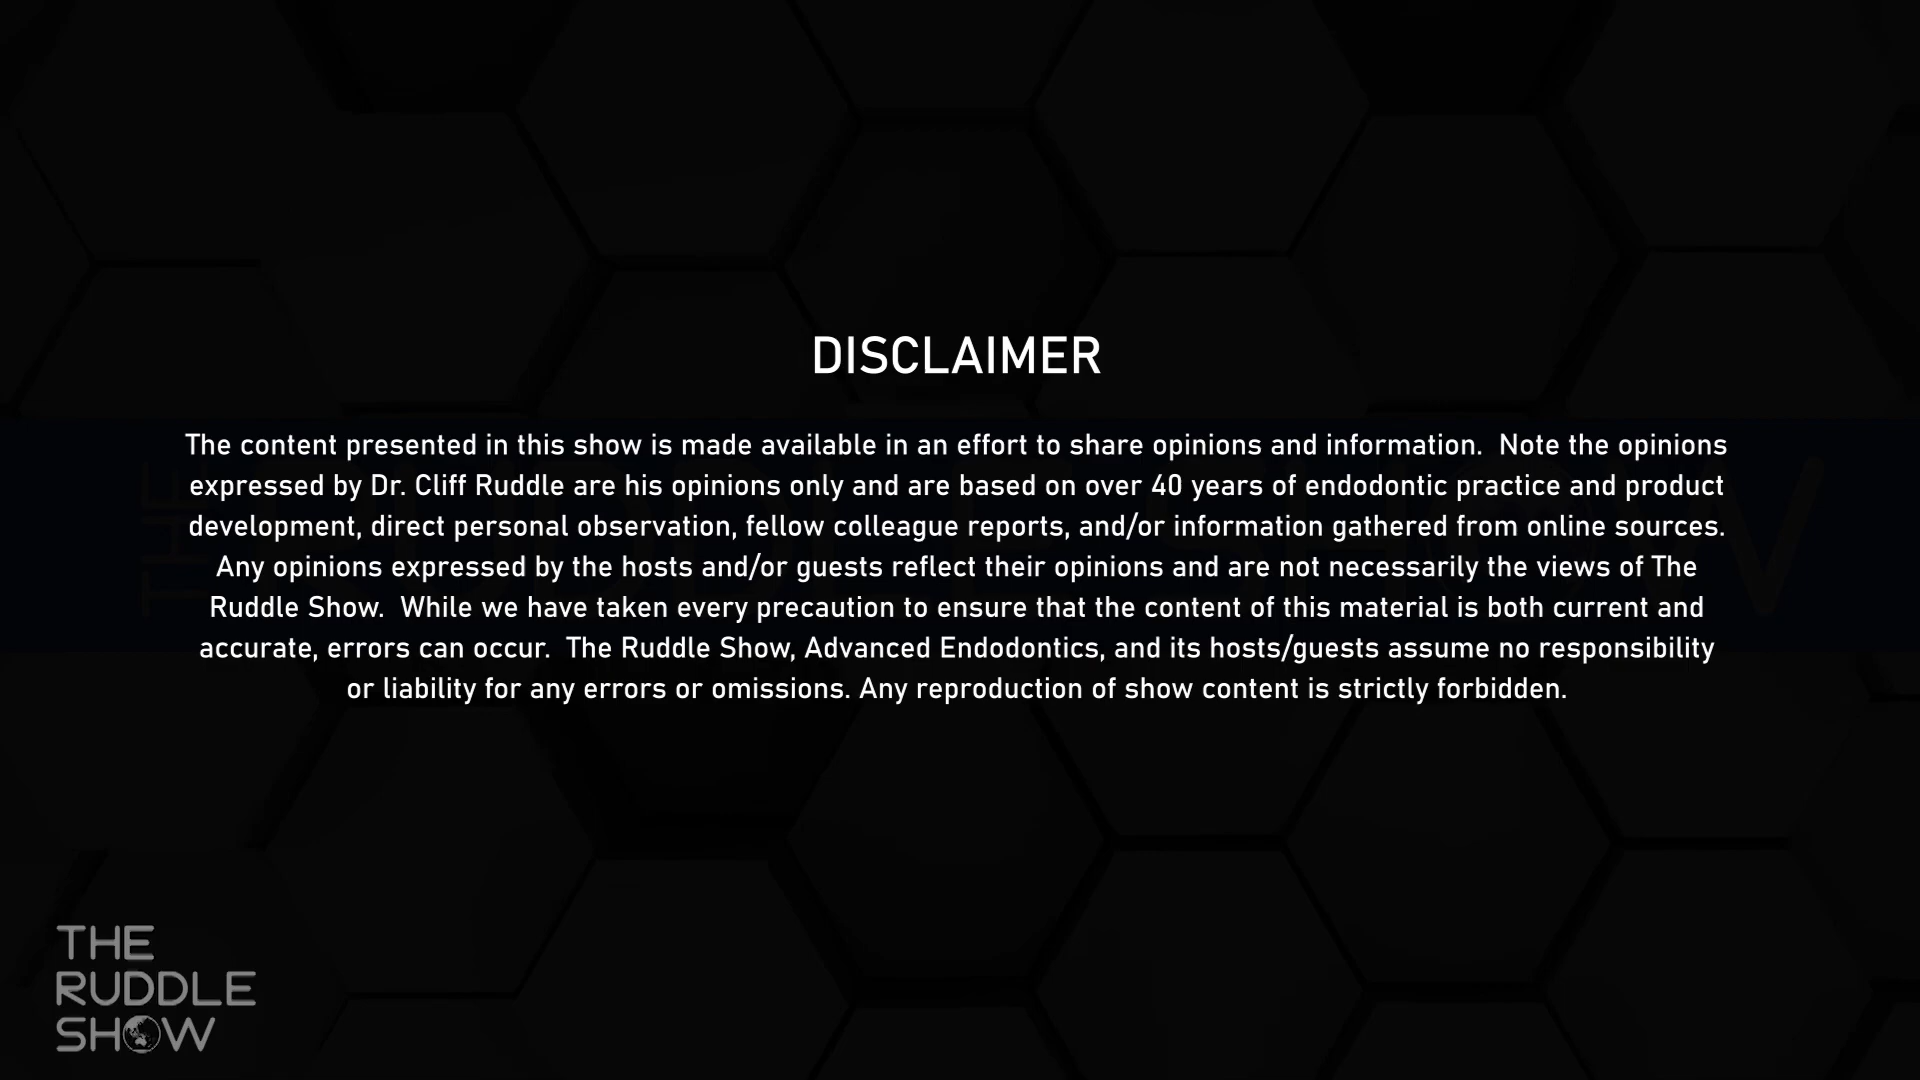 DISCLAIMER
The content presented in this show is made available in an effort to share opinions and information.  Note the opinions
expressed by Dr. Cliff Ruddle are his opinions only and are based on over 40 years of endodontic practice and product
development, direct personal observation, fellow colleague reports, and/or information gathered from online sources.
Any opinions expressed by the hosts and/or guests reflect their opinions and are not necessarily the views of The
Ruddle Show.  While we have taken every precaution to ensure that the content of this material is both current and
accurate, errors can occur.  The Ruddle Show, Advanced Endodontics, and its hosts/guests assume no responsibility
or liability for any errors or omissions. Any reproduction of show content is strictly forbidden.
THE
RUDDLE
SHOW